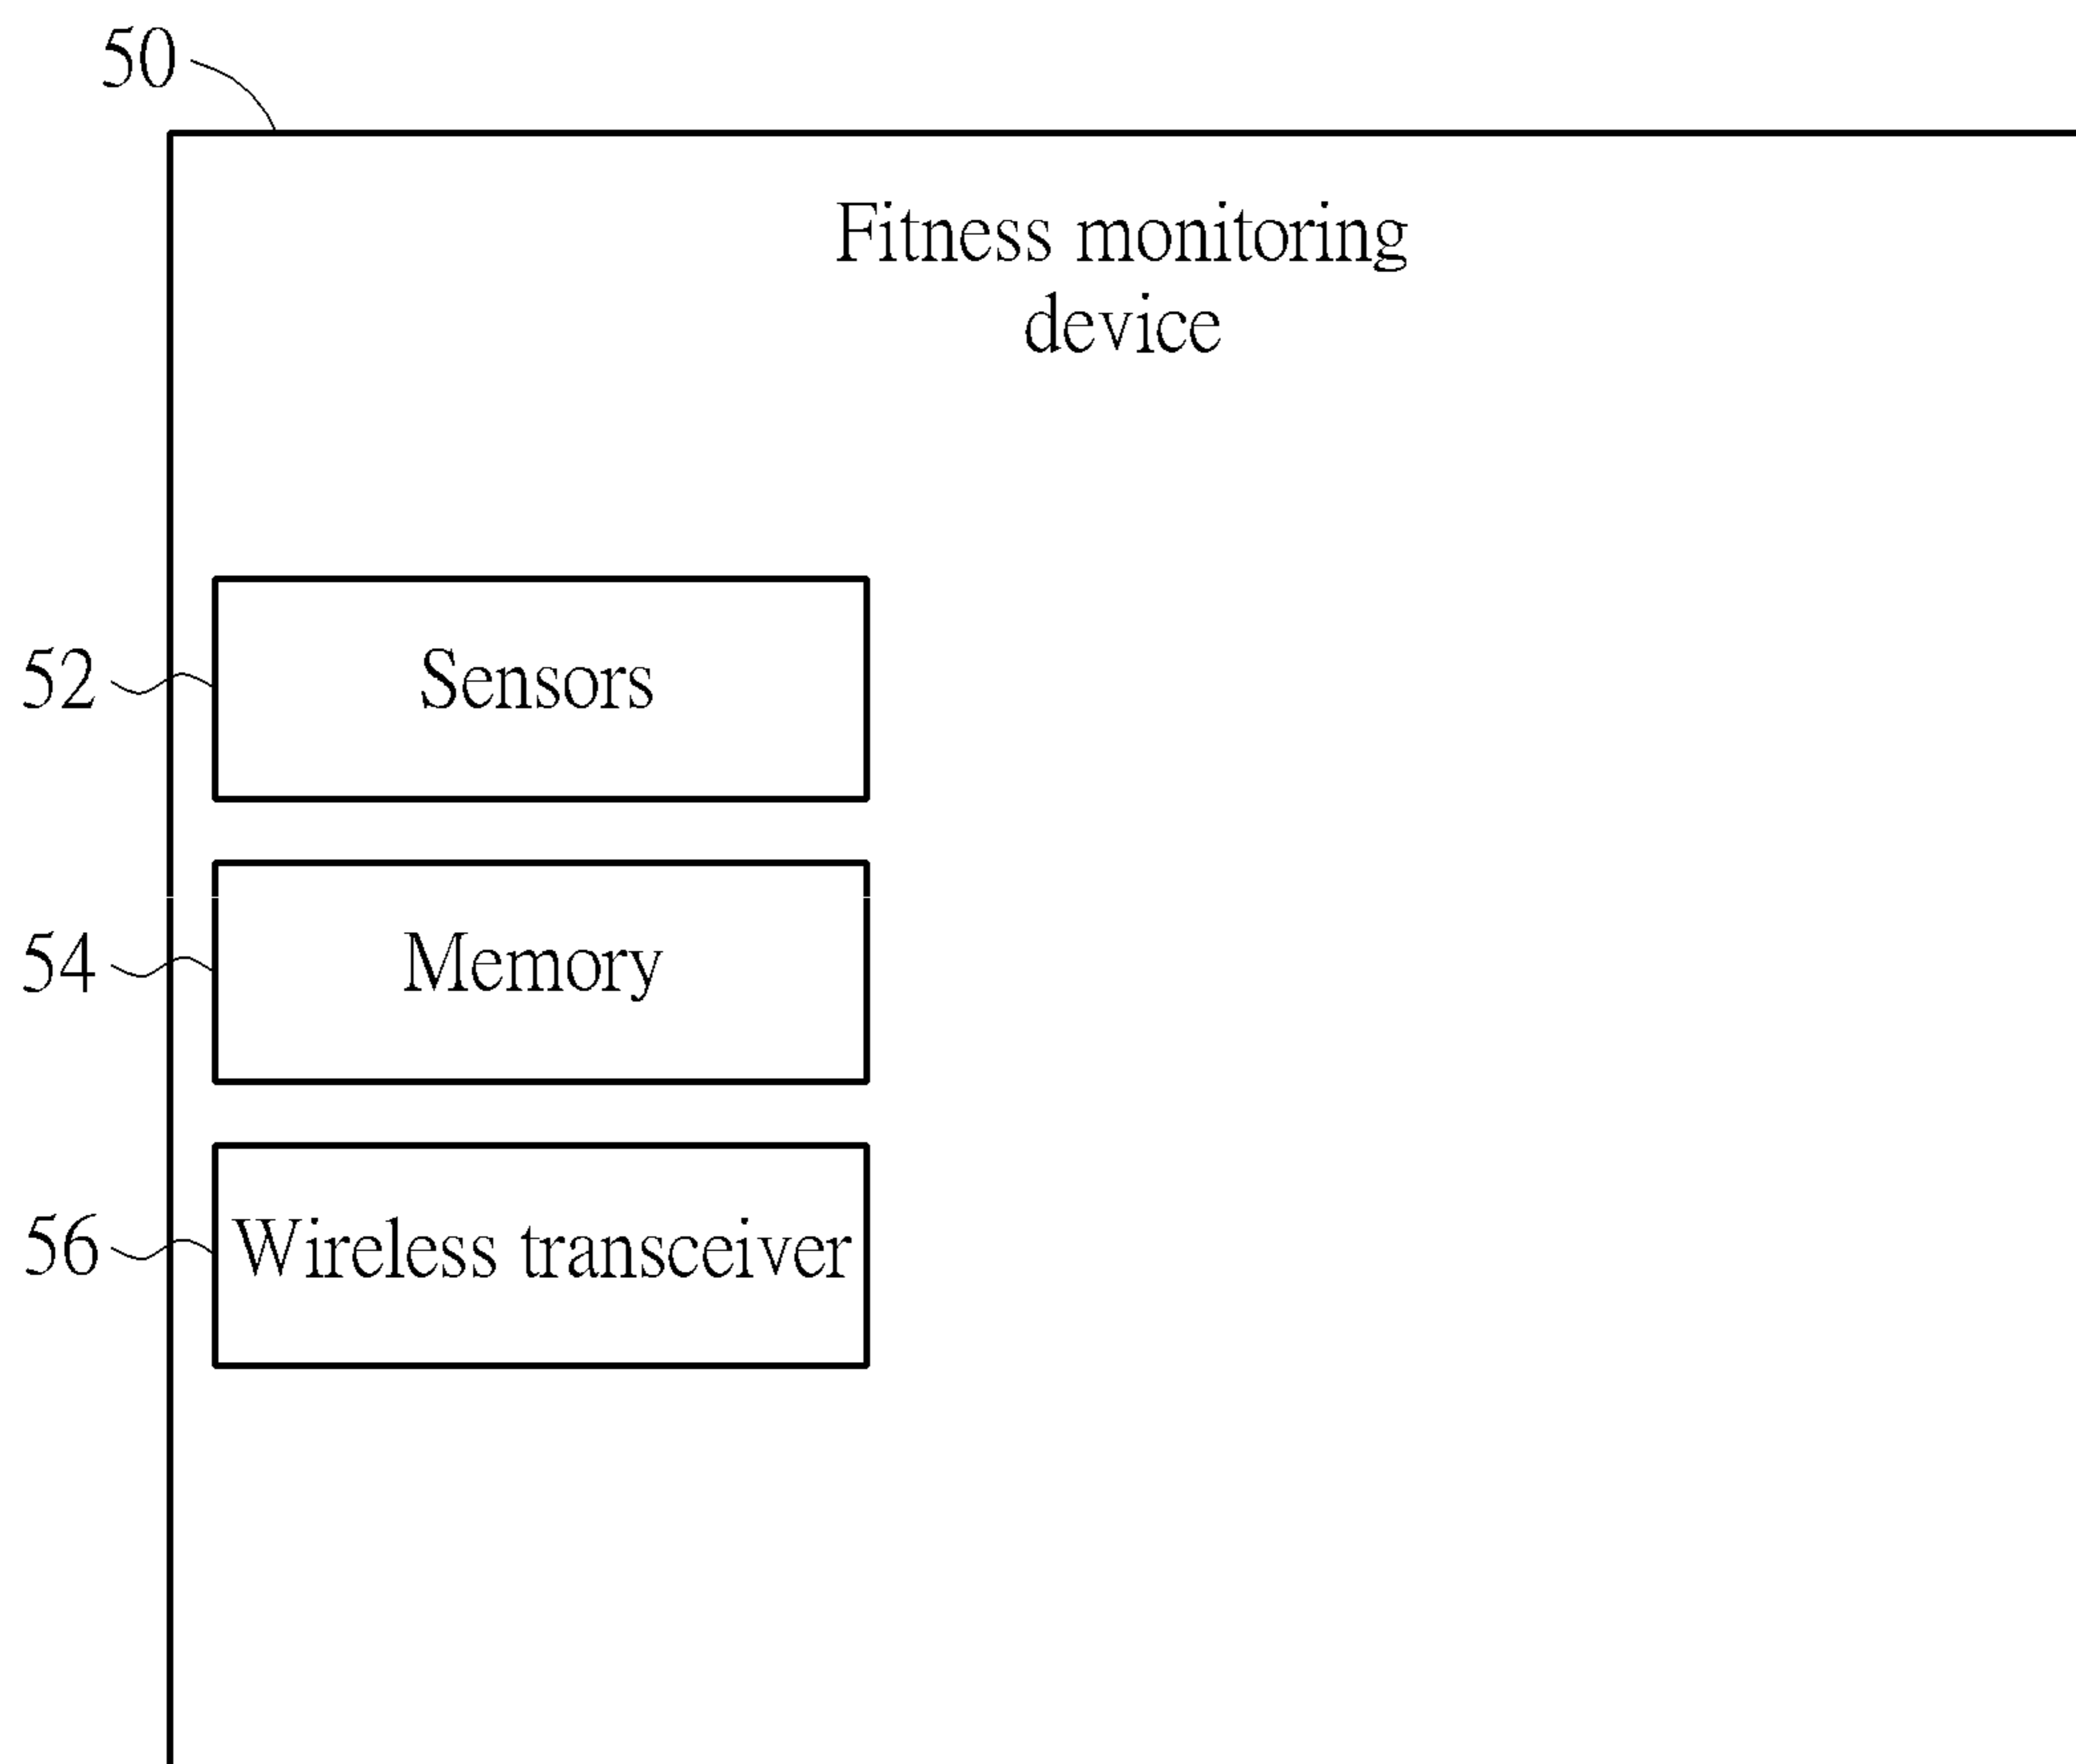 50
Fitness monitoring
device
52
Sensors
54
Memory
56
Wireless transceiver